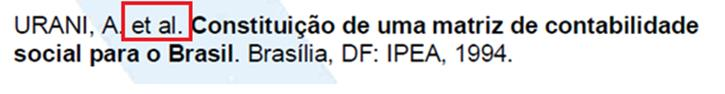 URANI, A. et al. Constituição de uma matriz de contabilidade
social para o Brasil. Brasília, DF: IPEA, 1994.